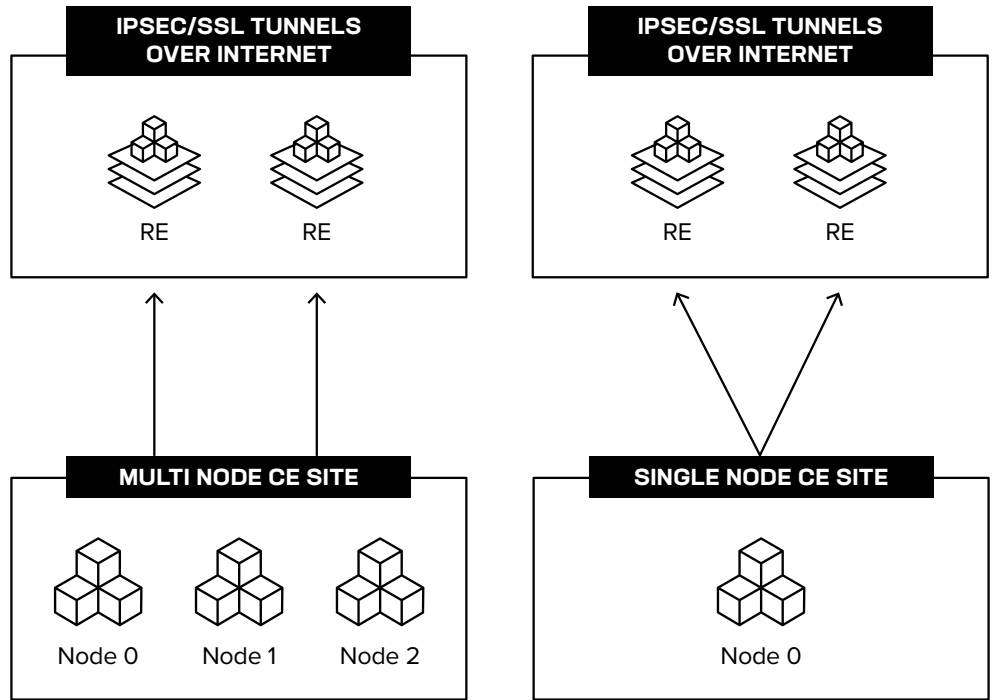 IPSEC/SSL TUNNELS
OVER INTERNET
RE
RE
MULTI NODE CE SITE
Node 0
Node 1
Node 2
IPSEC/SSL TUNNELS
OVER INTERNET
RE
RE
SINGLE NODE CE SITE
Node 0